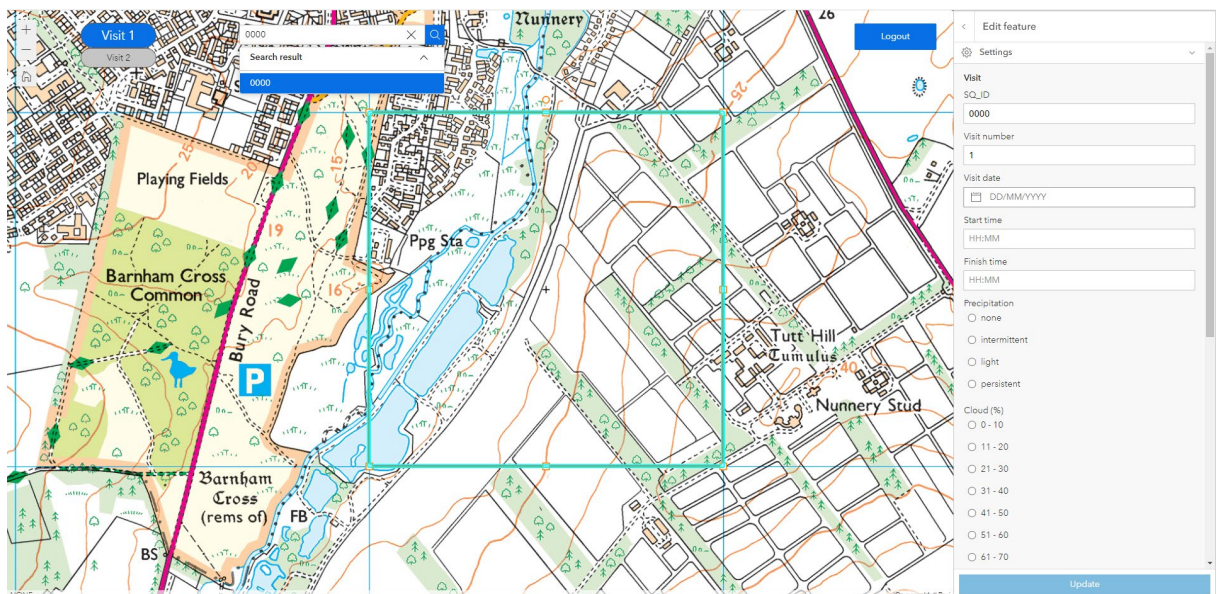 Visit 1
Visit 2
0000
Search result
0000
Logout
Nunnery
26
25
10
25
20
15
Playing Fields
19
Ppg Sta
Barnham Cross
Common
16
Bury Road
P
Tutt Hill
Tumulus
40
Nunnery Stud
Barnham
Cross
(rems of)
FB
BS
Edit feature
Settings
Visit
SQ_ID
0000
Visit number
1
Visit date
DD/MM/YYYY
Start time
HH:MM
Finish time
HH:MM
Precipitation
none
intermittent
light
persistent
Cloud (%)
0 - 10
11 - 20
21 - 30
31 - 40
41 - 50
51 - 60
61 - 70
Update